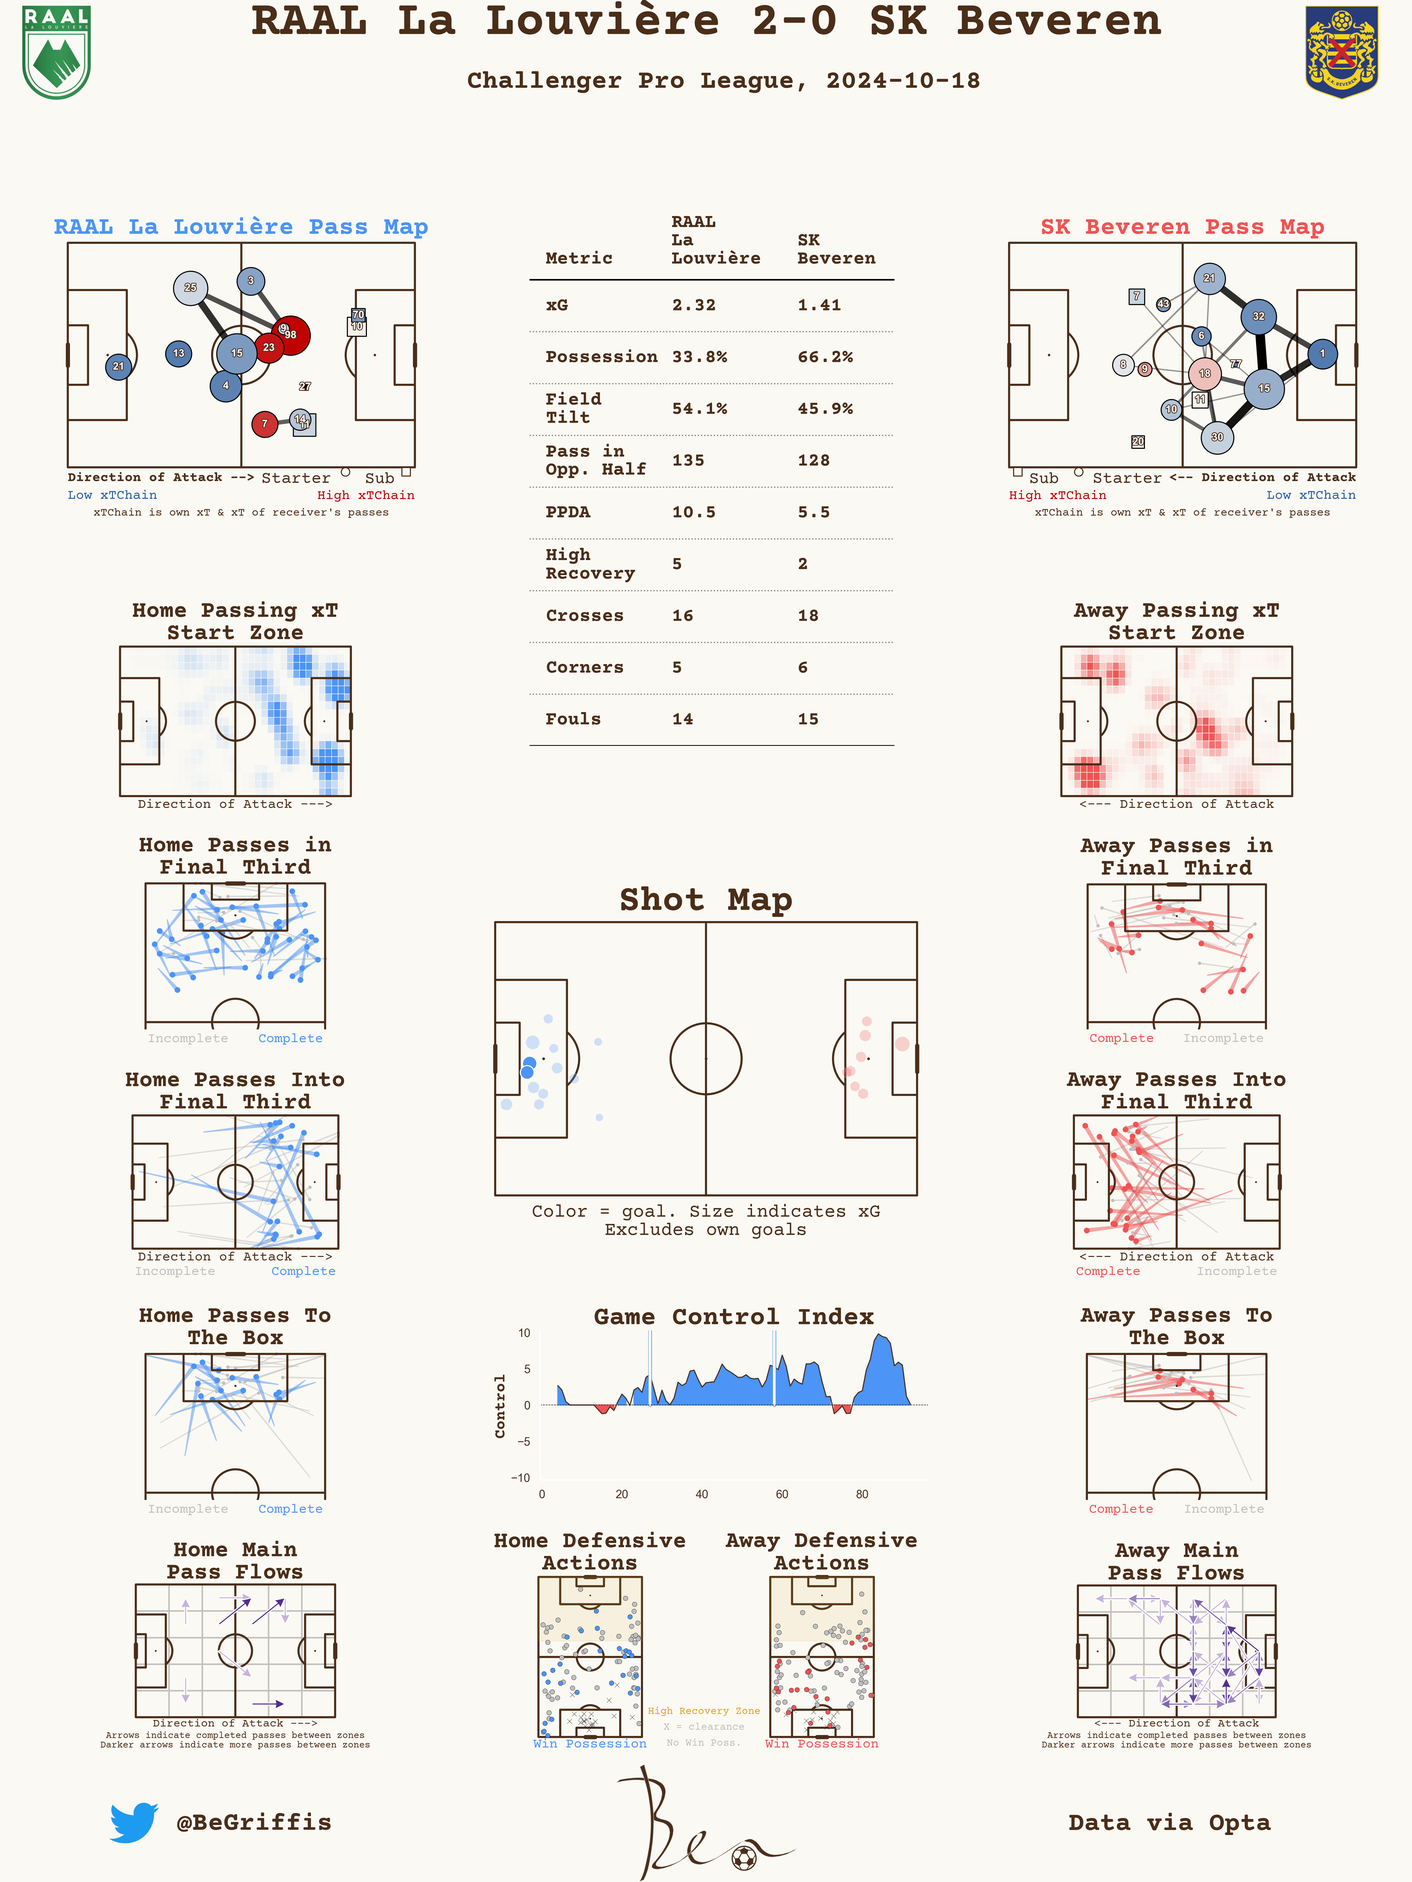 RAAL La Louvière 2-0 SK Beveren
Challenger Pro League, 2024-10-18
RAAL
LA LOUVIÈRE
RAAL La Louvière Pass Map
25
3
9
98
70
10
23
15
13
21
4
27
7
14
11
Direction of Attack --> Starter Sub
Low xTChain High xTChain
xTChain is own xT & xT of receiver's passes
Metric RAAL La Louvière SK Beveren
xG 2.32 1.41
Possession 33.8% 66.2%
Field Tilt 54.1% 45.9%
Pass in Opp. Half 135 128
PPDA 10.5 5.5
High Recovery 5 2
Crosses 16 18
Corners 5 6
Fouls 14 15
SK Beveren Pass Map
21
7
43
32
6
1
8
9
77
18
15
11
10
30
20
Sub Starter <-- Direction of Attack
High xTChain Low xTChain
xTChain is own xT & xT of receiver's passes
Home Passing xT
Start Zone
Direction of Attack --->
Away Passing xT
Start Zone
<--- Direction of Attack
Home Passes in
Final Third
Incomplete Complete
Away Passes in
Final Third
Complete Incomplete
Shot Map
Color = goal. Size indicates xG
Excludes own goals
Home Passes Into
Final Third
Direction of Attack --->
Incomplete Complete
Away Passes Into
Final Third
<--- Direction of Attack
Complete Incomplete
Home Passes To
The Box
Incomplete Complete
Game Control Index
Control
10
5
0
−5
−10
0 20 40 60 80
Away Passes To
The Box
Complete Incomplete
Home Main
Pass Flows
Direction of Attack --->
Arrows indicate completed passes between zones
Darker arrows indicate more passes between zones
Home Defensive
Actions
Win Possession
Away Defensive
Actions
Win Possession
High Recovery Zone
X = clearance
No Win Poss.
Away Main
Pass Flows
<--- Direction of Attack
Arrows indicate completed passes between zones
Darker arrows indicate more passes between zones
@BeGriffis
Ben
Data via Opta